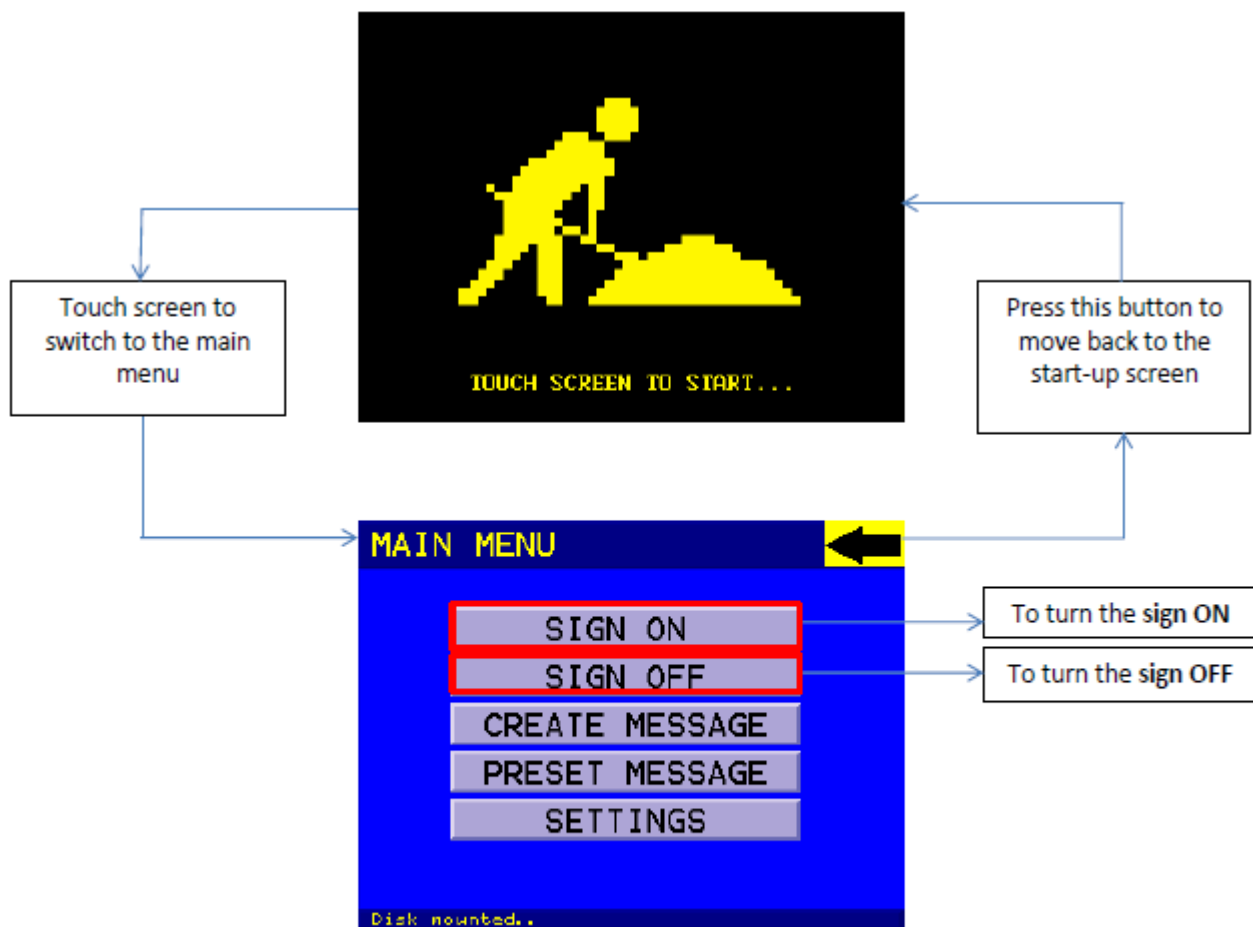 Touch screen to
switch to the main
menu
TOUCH SCREEN TO START...
Press this button to
move back to the
start-up screen
MAIN MENU
SIGN ON
SIGN OFF
CREATE MESSAGE
PRESET MESSAGE
SETTINGS
Disk mounted..
To turn the sign ON
To turn the sign OFF